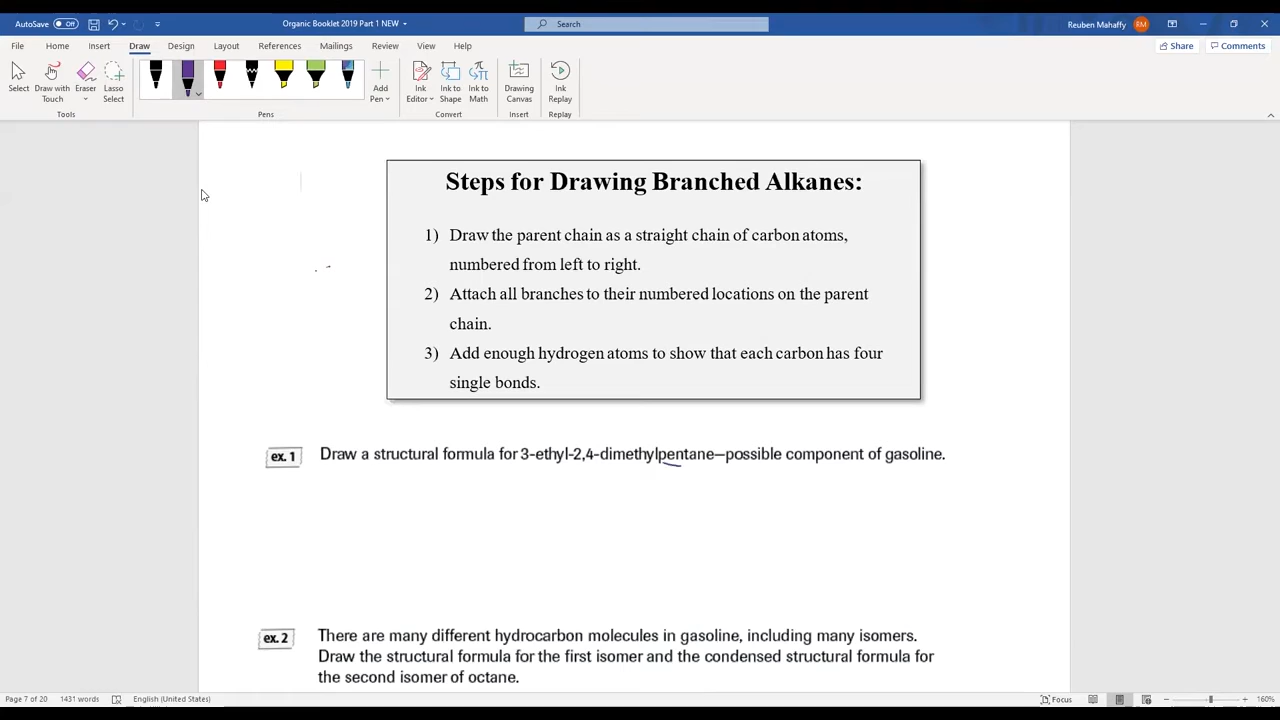 AutoSave Off Organic Booklet 2019 Part 1 NEW Search Reuben Mahaffy RM
File Home Insert Draw Design Layout References Mailings Review View Help Share Comments
Select Draw with Touch Eraser Lasso Select Add Pen Ink Editor Ink to Shape Ink to Math Drawing Canvas Ink Replay
Tools Pens Convert Insert Replay
Steps for Drawing Branched Alkanes:
1) Draw the parent chain as a straight chain of carbon atoms,
numbered from left to right.
2) Attach all branches to their numbered locations on the parent
chain.
3) Add enough hydrogen atoms to show that each carbon has four
single bonds.
ex. 1 Draw a structural formula for 3-ethyl-2,4-dimethylpentane—possible component of gasoline.
ex. 2 There are many different hydrocarbon molecules in gasoline, including many isomers.
Draw the structural formula for the first isomer and the condensed structural formula for
the second isomer of octane.
Page 7 of 20 1431 words English (United States) Focus 160%